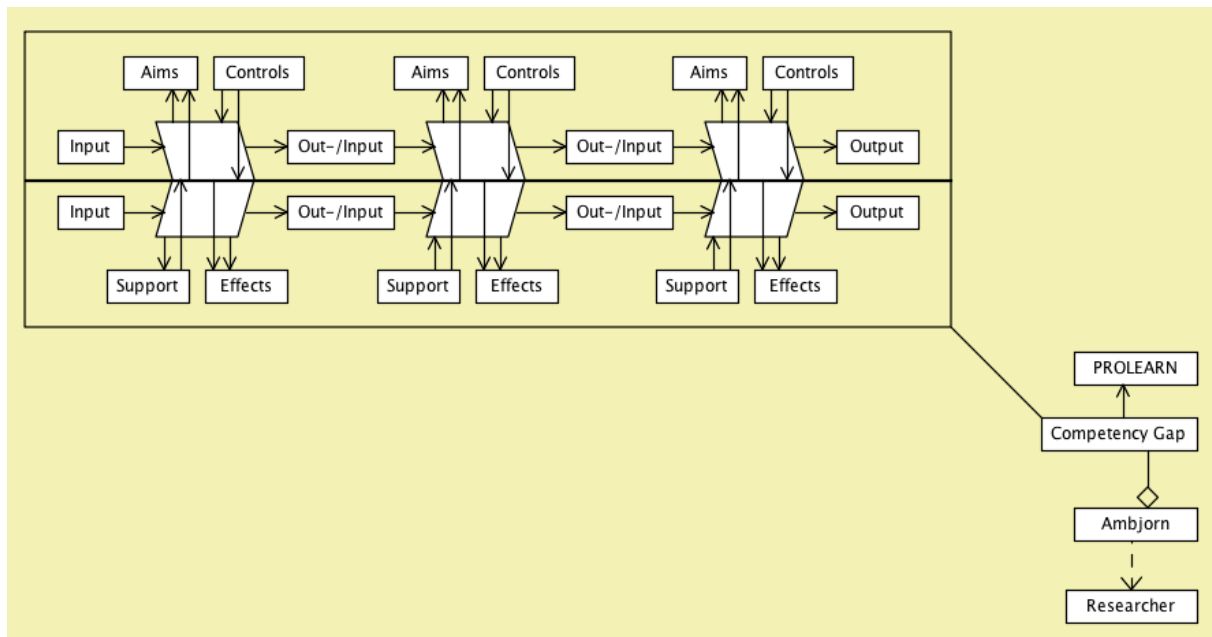 Aims
Controls
Aims
Controls
Aims
Controls
Input
Out-/Input
Out-/Input
Output
Input
Out-/Input
Out-/Input
Output
Support
Effects
Support
Effects
Support
Effects
PROLEARN
Competency Gap
Ambjorn
Researcher